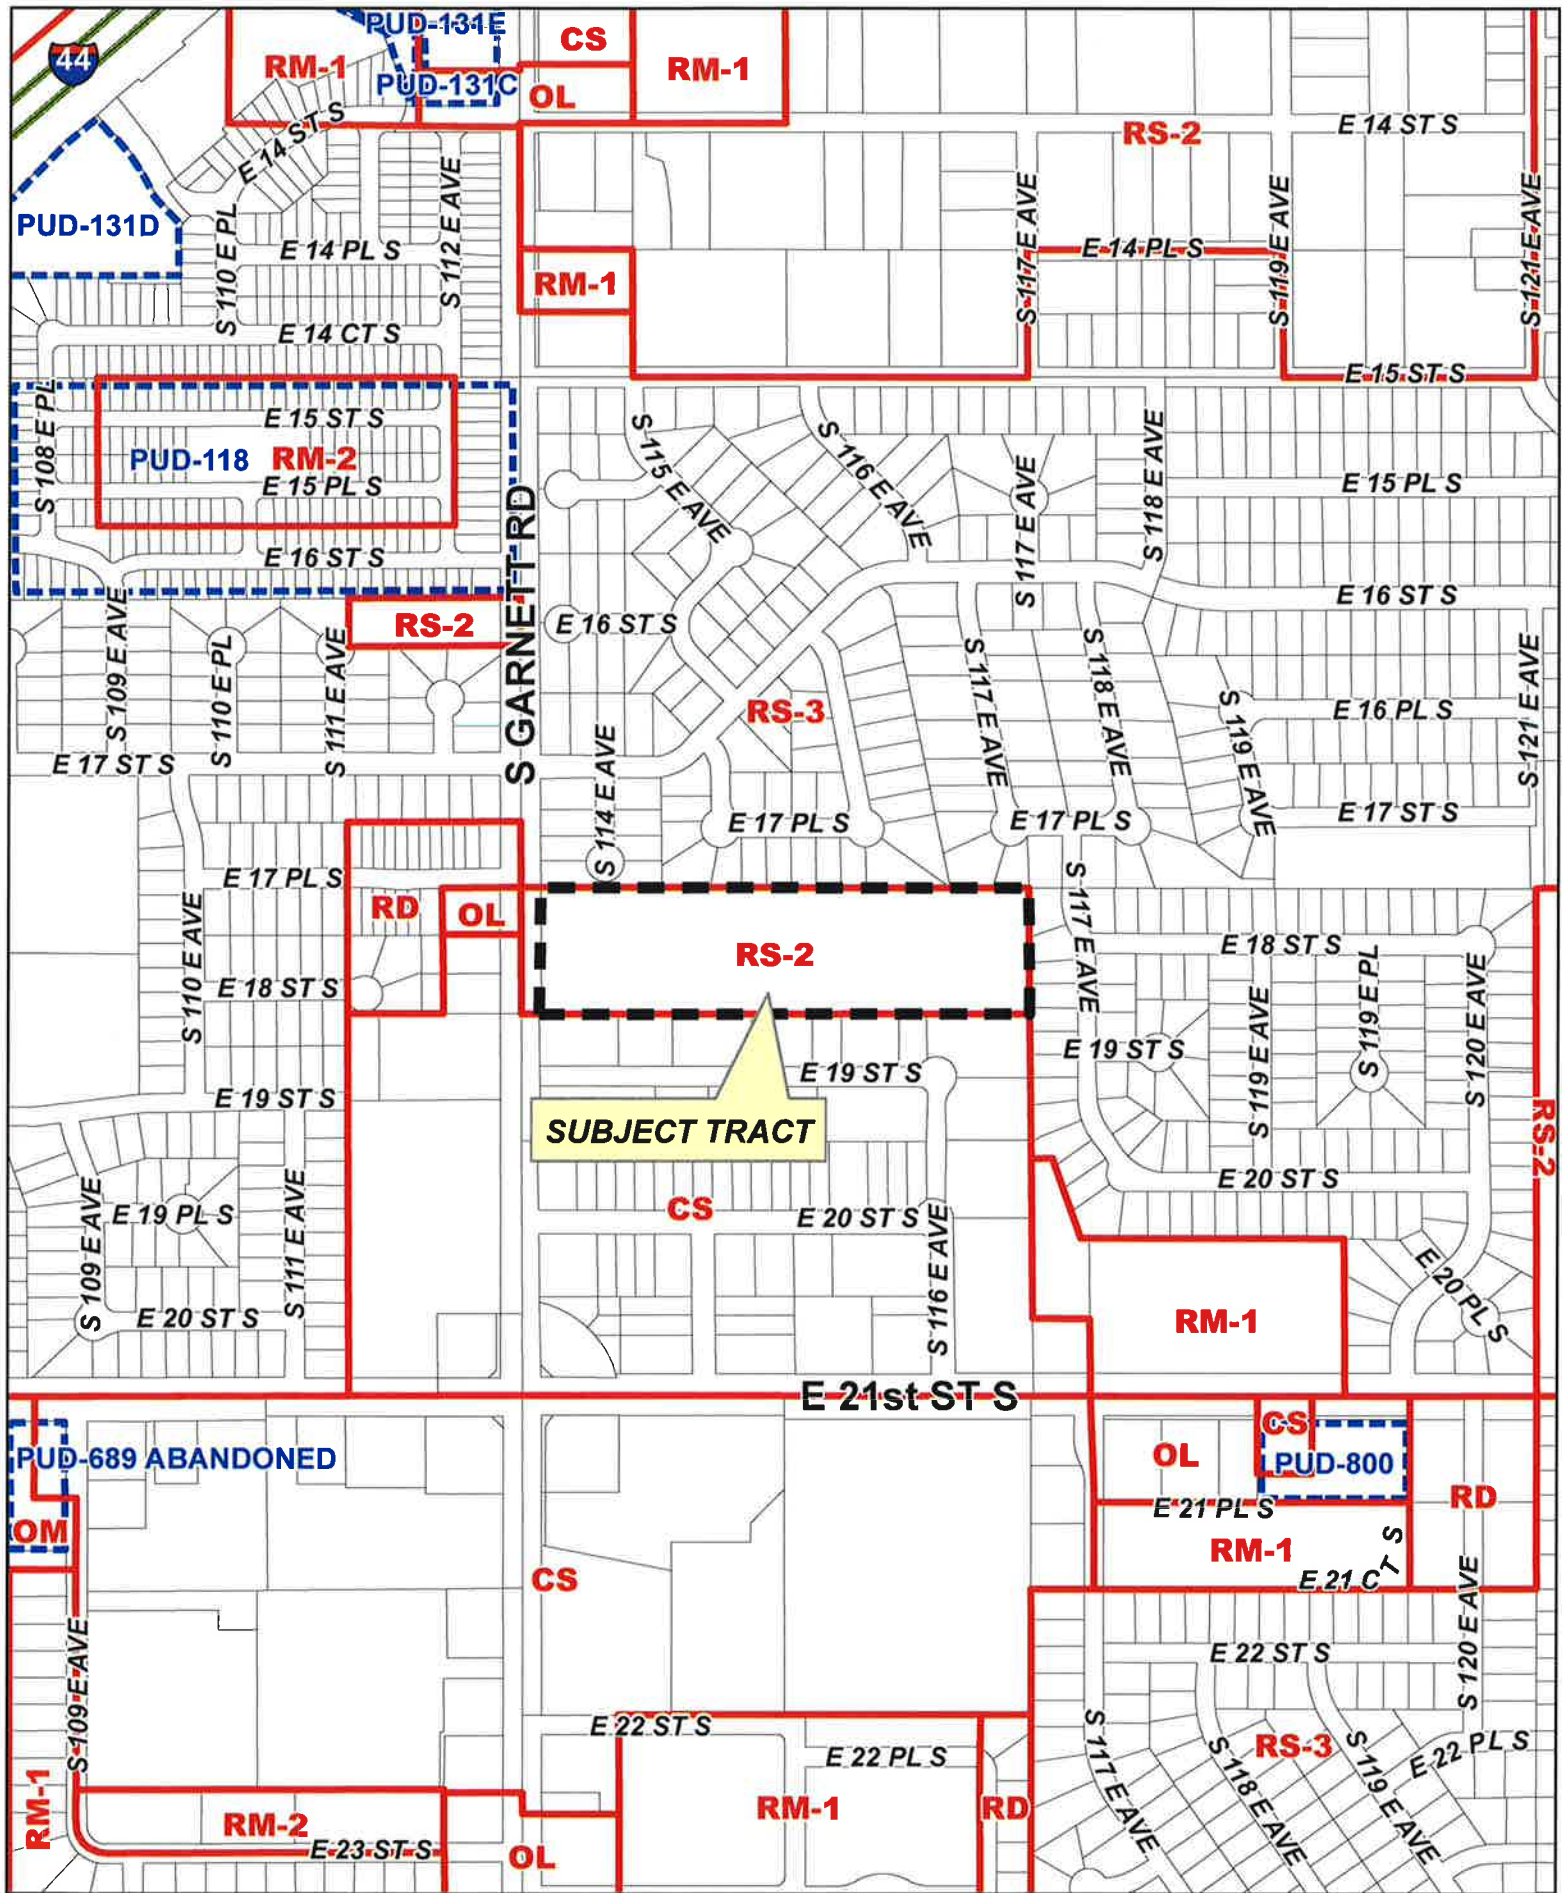 PUD-131E
CS
44
RM-1
RM-1
PUD-131C
OL
E 14 ST S
RS-2
E 14 ST S
S 112 E AVE
PUD-131D
S 110 E PL
E 14 PL S
S 117 E AVE
E 14 PL S
S 119 E AVE
S 121 E AVE
RM-1
E 14 CT S
E 15 ST S
S 108 E PL
E 15 ST S
S 115 E AVE
S 116 E AVE
S 118 E AVE
PUD-118
RM-2
E 15 PL S
E 15 PL S
S 117 E AVE
E 16 ST S
S GARNETT RD
E 16 ST S
RS-2
E 16 ST S
S 109 E AVE
S 110 E PL
S 111 E AVE
RS-3
S 117 E AVE
S 118 E AVE
S 119 E AVE
E 16 PL S
S 121 E AVE
E 17 ST S
S 114 E AVE
E 17 PL S
E 17 PL S
E 17 ST S
E 17 PL S
RD
OL
S 110 E AVE
RS-2
S 117 E AVE
E 18 ST S
E 18 ST S
S 119 E AVE
S 119 E PL
S 120 E AVE
E 19 ST S
E 19 ST S
E 19 ST S
SUBJECT TRACT
RS-2
S 109 E AVE
E 19 PL S
S 111 E AVE
CS
E 20 ST S
E 20 ST S
S 116 E AVE
E 20 PL S
E 20 ST S
RM-1
E 21st ST S
PUD-689 ABANDONED
OL
CS
PUD-800
OM
E 21 PL S
RD
RM-1
CS
E 21 CT S
S 109 E AVE
S 120 E AVE
E 22 ST S
E 22 ST S
E 22 PL S
S 117 E AVE
S 118 E AVE
RS-3
S 119 E AVE
E 22 PL S
RM-1
RM-2
RM-1
RD
E 23 ST S
OL